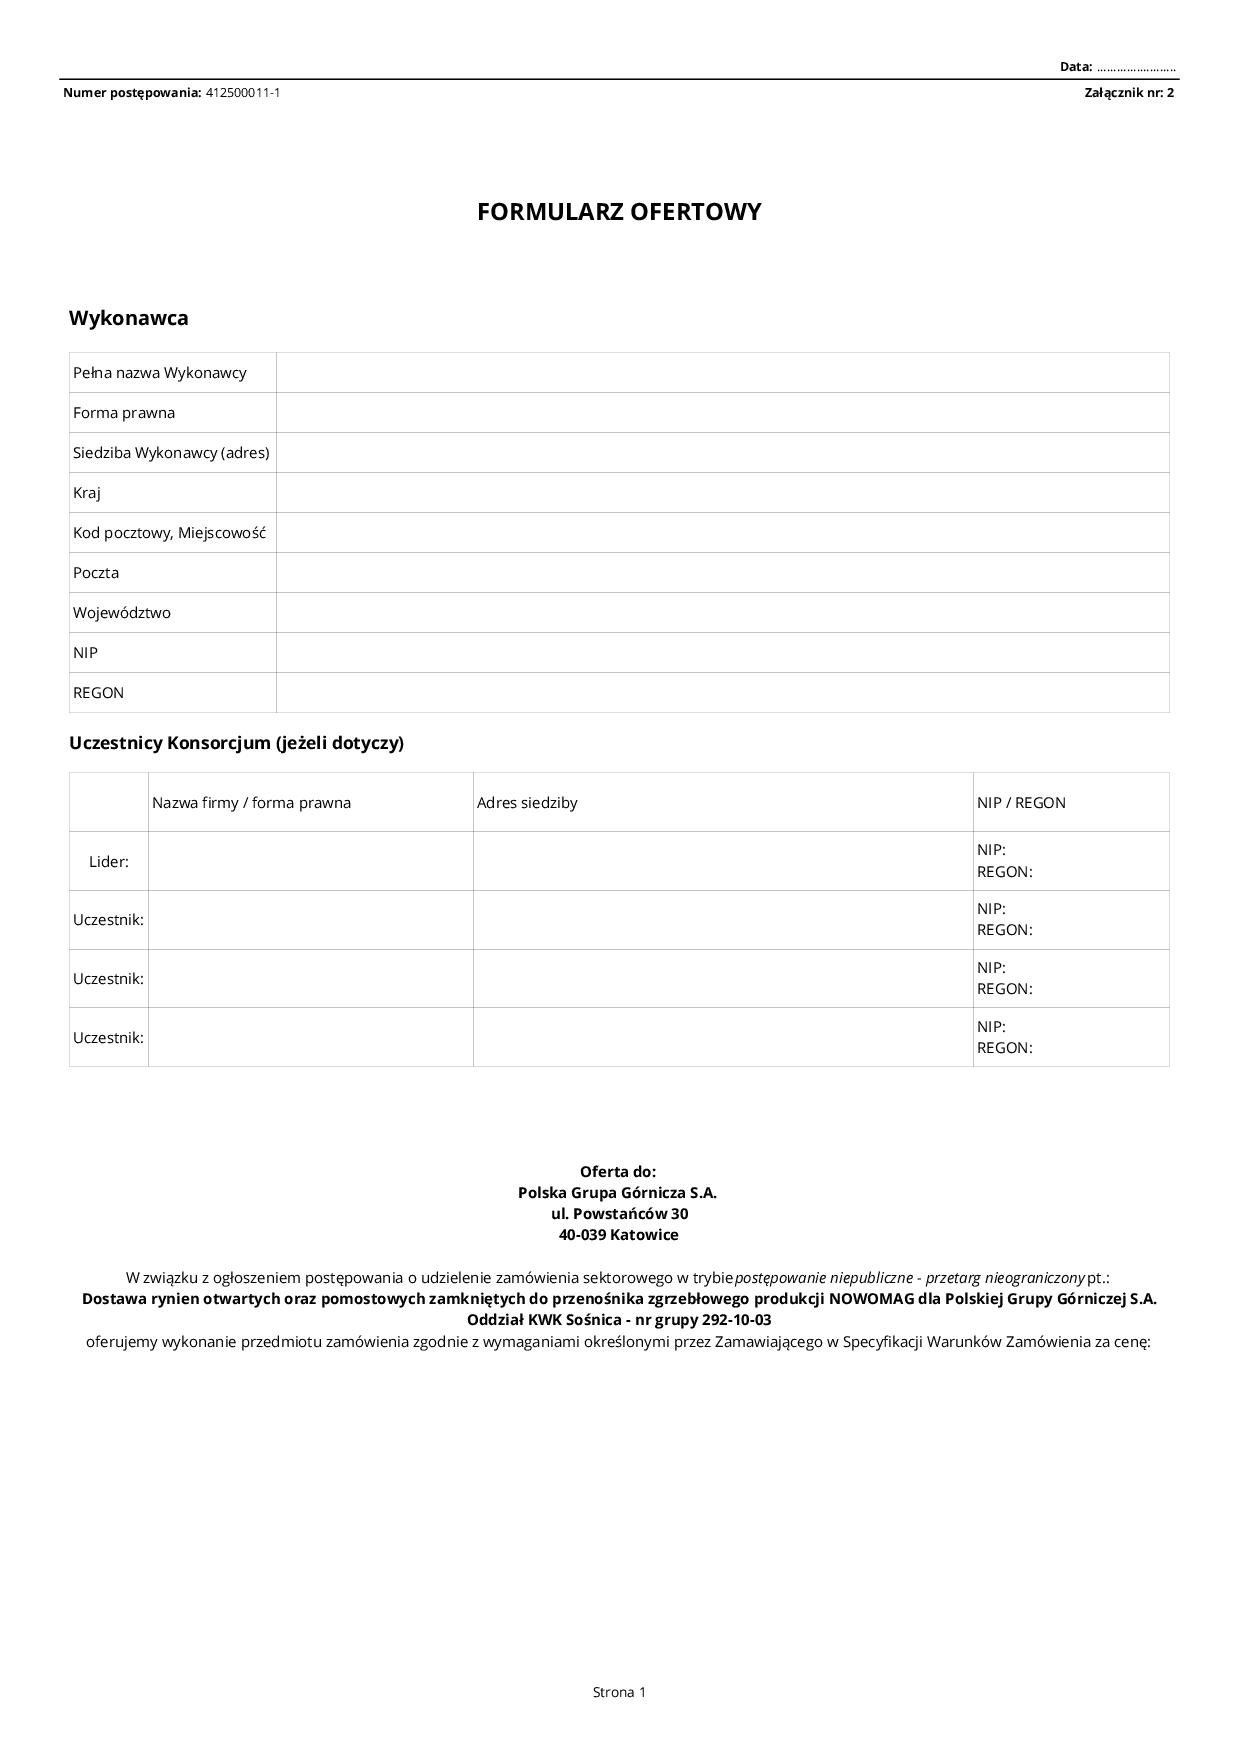 Data: ........................
Numer postępowania: 412500011-1 Załącznik nr: 2
FORMULARZ OFERTOWY
Wykonawca
Pełna nazwa Wykonawcy
Forma prawna
Siedziba Wykonawcy (adres)
Kraj
Kod pocztowy, Miejscowość
Poczta
Województwo
NIP
REGON
Uczestnicy Konsorcjum (jeżeli dotyczy)
Nazwa firmy / forma prawna Adres siedziby NIP / REGON
Lider: NIP:
REGON:
Uczestnik: NIP:
REGON:
Uczestnik: NIP:
REGON:
Uczestnik: NIP:
REGON:
Oferta do:
Polska Grupa Górnicza S.A.
ul. Powstańców 30
40-039 Katowice
W związku z ogłoszeniem postępowania o udzielenie zamówienia sektorowego w trybie postępowanie niepubliczne - przetarg nieograniczony pt.:
Dostawa rynien otwartych oraz pomostowych zamkniętych do przenośnika zgrzebłowego produkcji NOWOMAG dla Polskiej Grupy Górniczej S.A.
Oddział KWK Sośnica - nr grupy 292-10-03
oferujemy wykonanie przedmiotu zamówienia zgodnie z wymaganiami określonymi przez Zamawiającego w Specyfikacji Warunków Zamówienia za cenę:
Strona 1